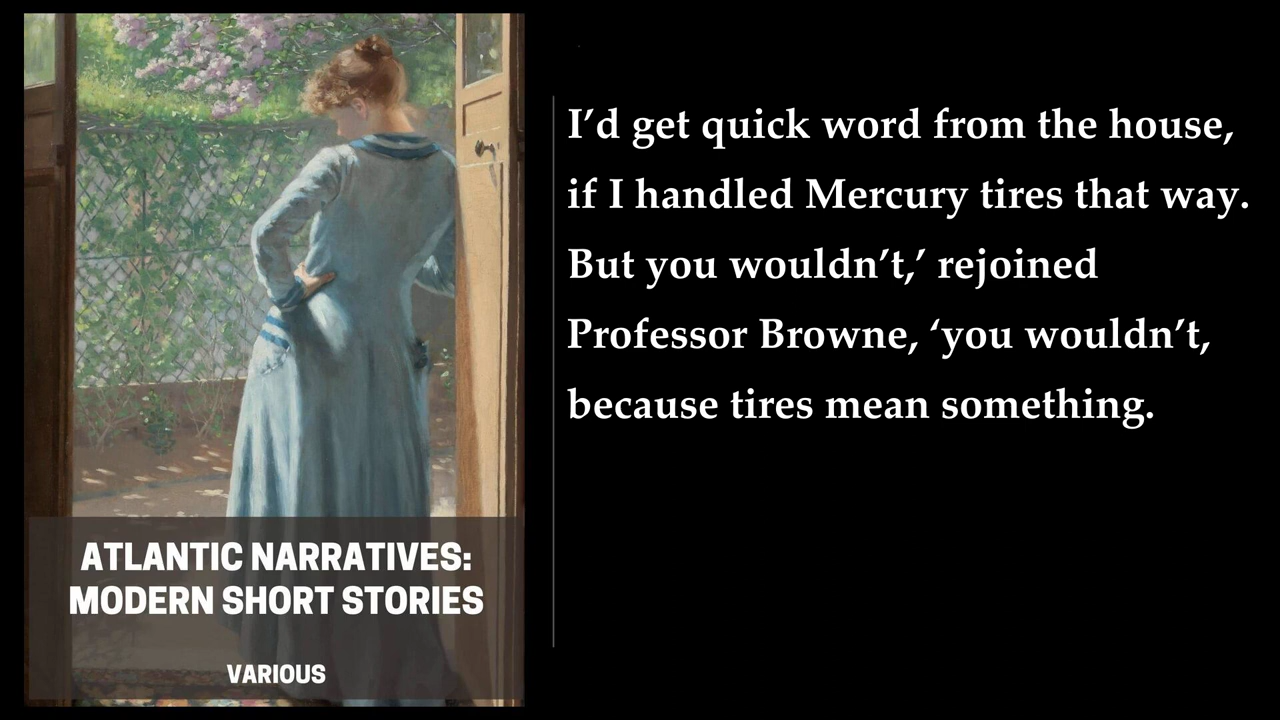 I’d get quick word from the house,
if I handled Mercury tires that way.
But you wouldn’t,’ rejoined
Professor Browne, ‘you wouldn’t,
because tires mean something.
ATLANTIC NARRATIVES:
MODERN SHORT STORIES
VARIOUS